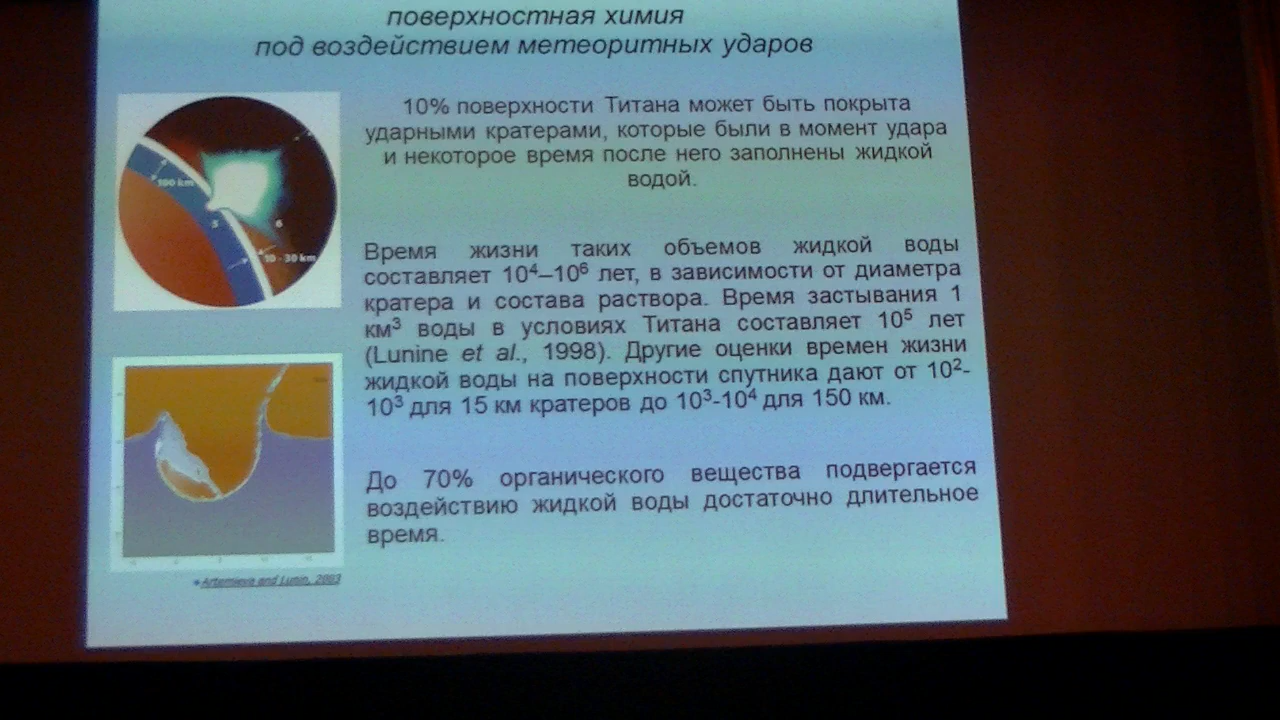 поверхностная химия
под воздействием метеоритных ударов
10% поверхности Титана может быть покрыта
ударными кратерами, которые были в момент удара
и некоторое время после него заполнены жидкой
водой.
100 km
5
6
10 - 30 km
Время жизни таких объемов жидкой воды
составляет 10⁴–10⁶ лет, в зависимости от диаметра
кратера и состава раствора. Время застывания 1
км³ воды в условиях Титана составляет 10⁵ лет
(Lunine et al., 1998). Другие оценки времен жизни
жидкой воды на поверхности спутника дают от 10²-
10³ для 15 км кратеров до 10³-10⁴ для 150 км.
До 70% органического вещества подвергается
воздействию жидкой воды достаточно длительное
время.
Artemieva and Lunin, 2003